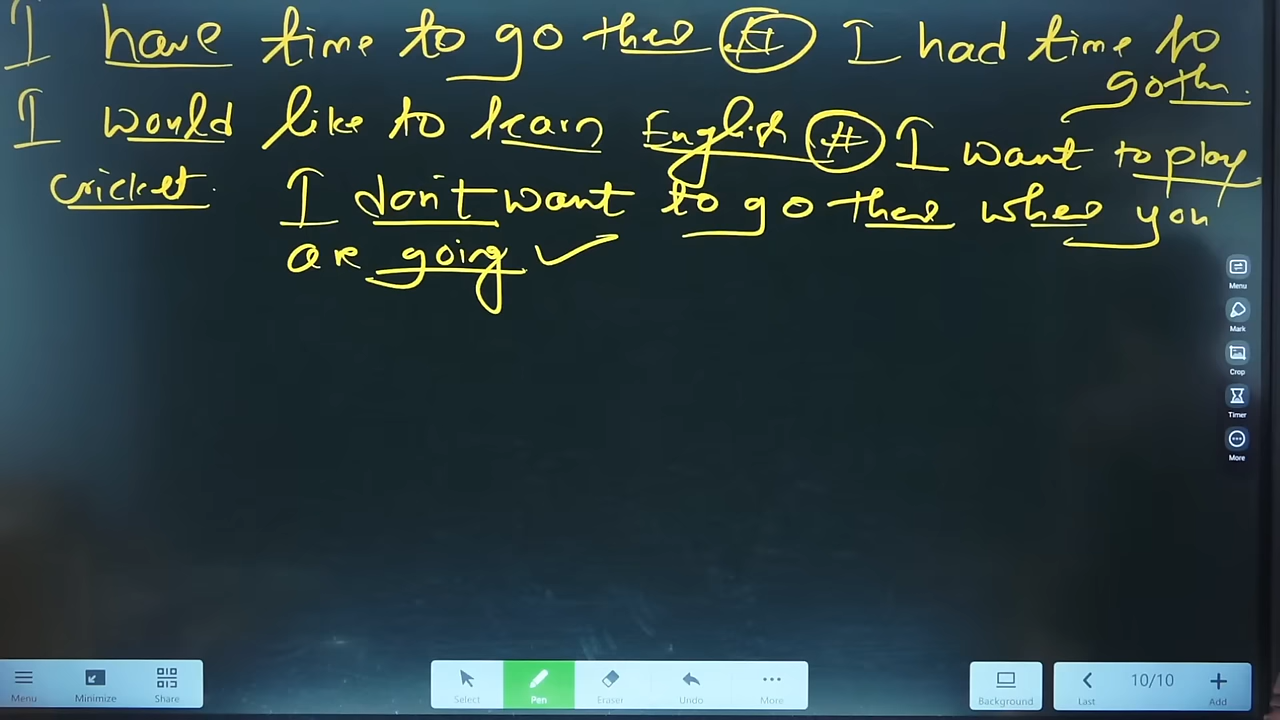 I have time to go there # I had time to
go th.
I would like to learn English # I want to play
cricket. I don't want to go there where you
are going ✓
Menu
Mark
Crop
Timer
More
Menu Minimize Share Select Pen Eraser Undo More Background Last 10/10 Add